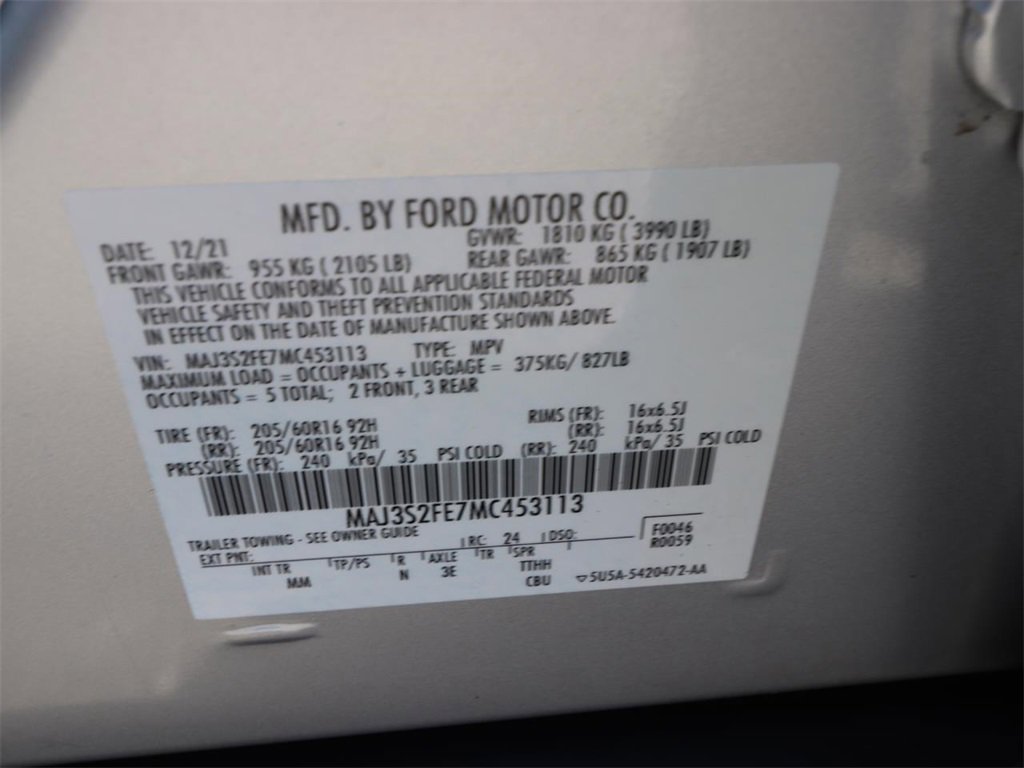 MFD. BY FORD MOTOR CO.
DATE: 12/21 GVWR: 1810 KG ( 3990 LB)
FRONT GAWR: 955 KG ( 2105 LB) REAR GAWR: 865 KG ( 1907 LB)
THIS VEHICLE CONFORMS TO ALL APPLICABLE FEDERAL MOTOR
VEHICLE SAFETY AND THEFT PREVENTION STANDARDS
IN EFFECT ON THE DATE OF MANUFACTURE SHOWN ABOVE.
VIN: MAJ3S2FE7MC453113 TYPE: MPV
MAXIMUM LOAD = OCCUPANTS + LUGGAGE = 375KG/ 827LB
OCCUPANTS = 5 TOTAL; 2 FRONT, 3 REAR
TIRE (FR): 205/60R16 92H RIMS (FR): 16x6.5J
(RR): 205/60R16 92H (RR): 16x6.5J
PRESSURE (FR): 240 kPa/ 35 PSI COLD (RR): 240 kPa/ 35 PSI COLD
MAJ3S2FE7MC453113
TRAILER TOWING - SEE OWNER GUIDE F0046
EXT PNT: RC: 24 DSO: R0059
INT TR TP/PS R AXLE TR SPR
MM N 3E TTHH
CBU ▽5U5A-5420472-AA